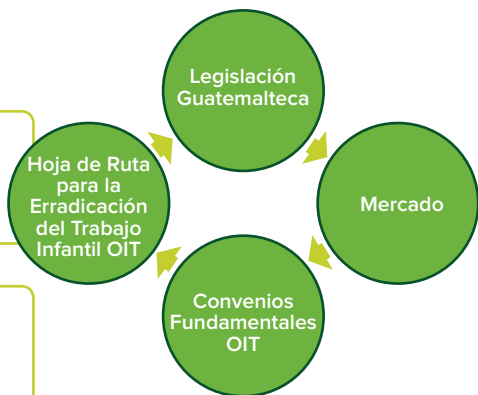 Legislación
Guatemalteca
Hoja de Ruta
para la
Erradicación
del Trabajo
Infantil OIT
Mercado
Convenios
Fundamentales
OIT